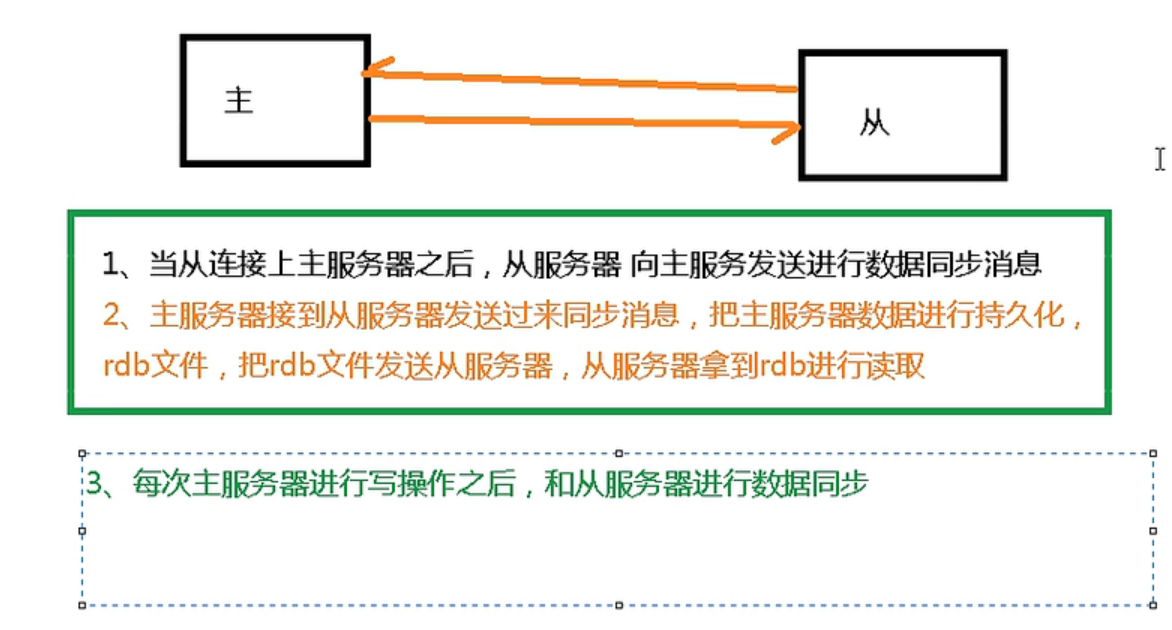 主
从
1、当从连接上主服务器之后，从服务器 向主服务发送进行数据同步消息
2、主服务器接到从服务器发送过来同步消息，把主服务器数据进行持久化，
rdb文件，把rdb文件发送从服务器，从服务器拿到rdb进行读取
3、每次主服务器进行写操作之后，和从服务器进行数据同步